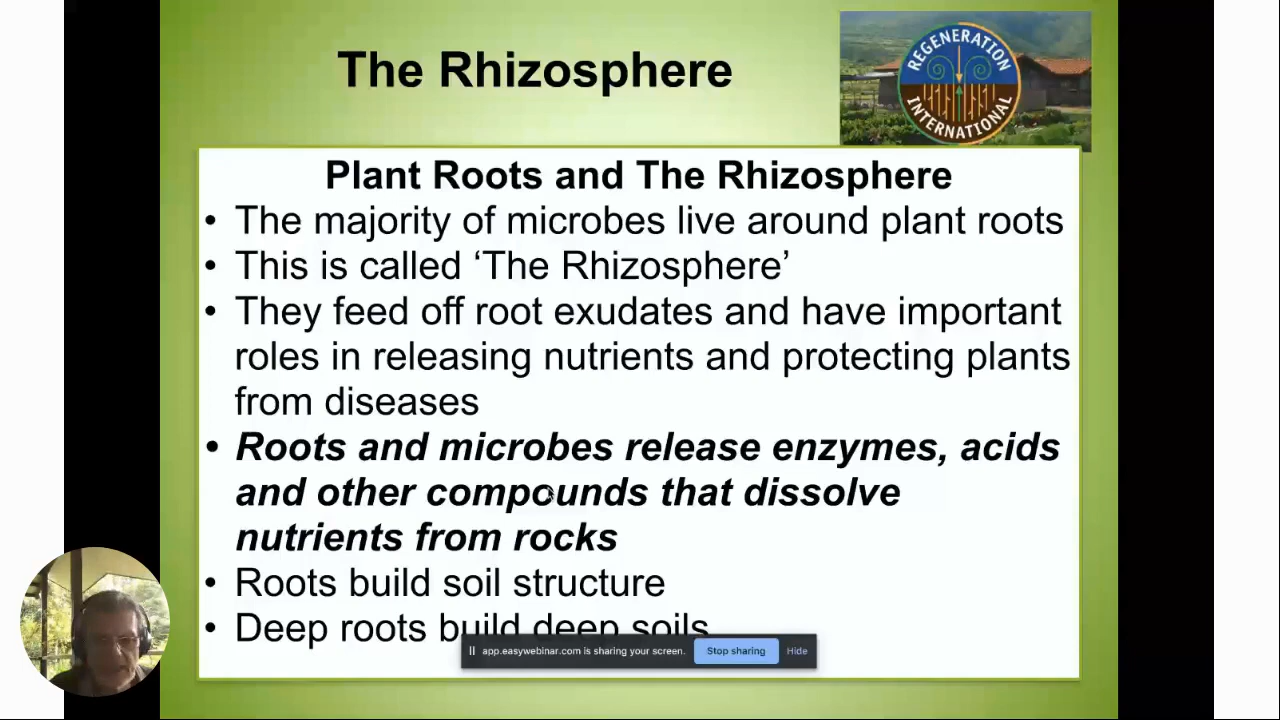 The Rhizosphere
REGENERATION
INTERNATIONAL
Plant Roots and The Rhizosphere
• The majority of microbes live around plant roots
• This is called ‘The Rhizosphere’
• They feed off root exudates and have important
roles in releasing nutrients and protecting plants
from diseases
• Roots and microbes release enzymes, acids
and other compounds that dissolve
nutrients from rocks
• Roots build soil structure
• Deep roots build deep soils
app.easywebinar.com is sharing your screen. Stop sharing Hide